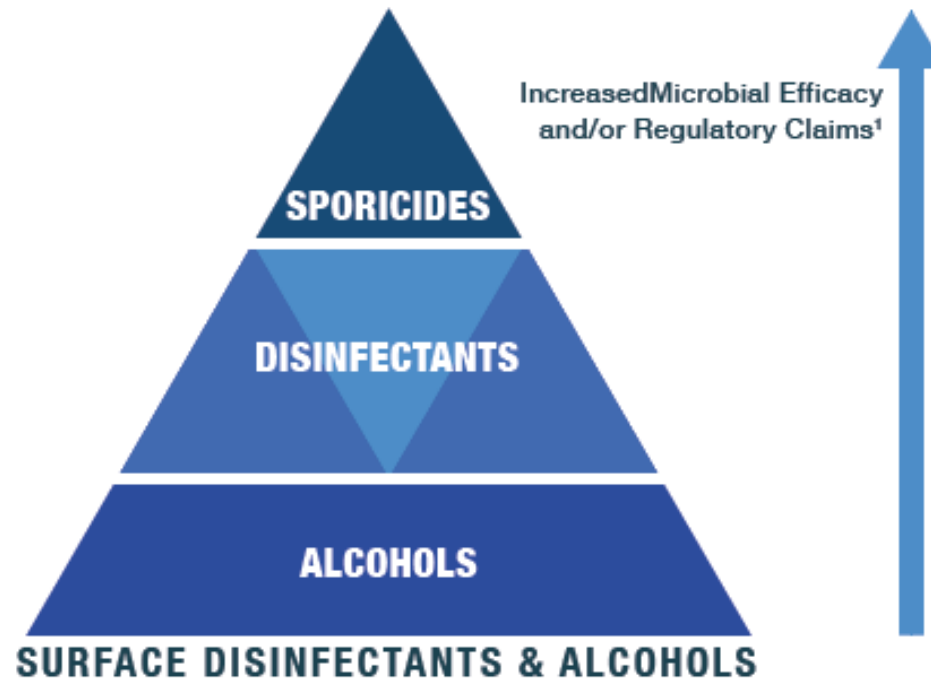 IncreasedMicrobial Efficacy
and/or Regulatory Claims¹
SPORICIDES
DISINFECTANTS
ALCOHOLS
SURFACE DISINFECTANTS & ALCOHOLS